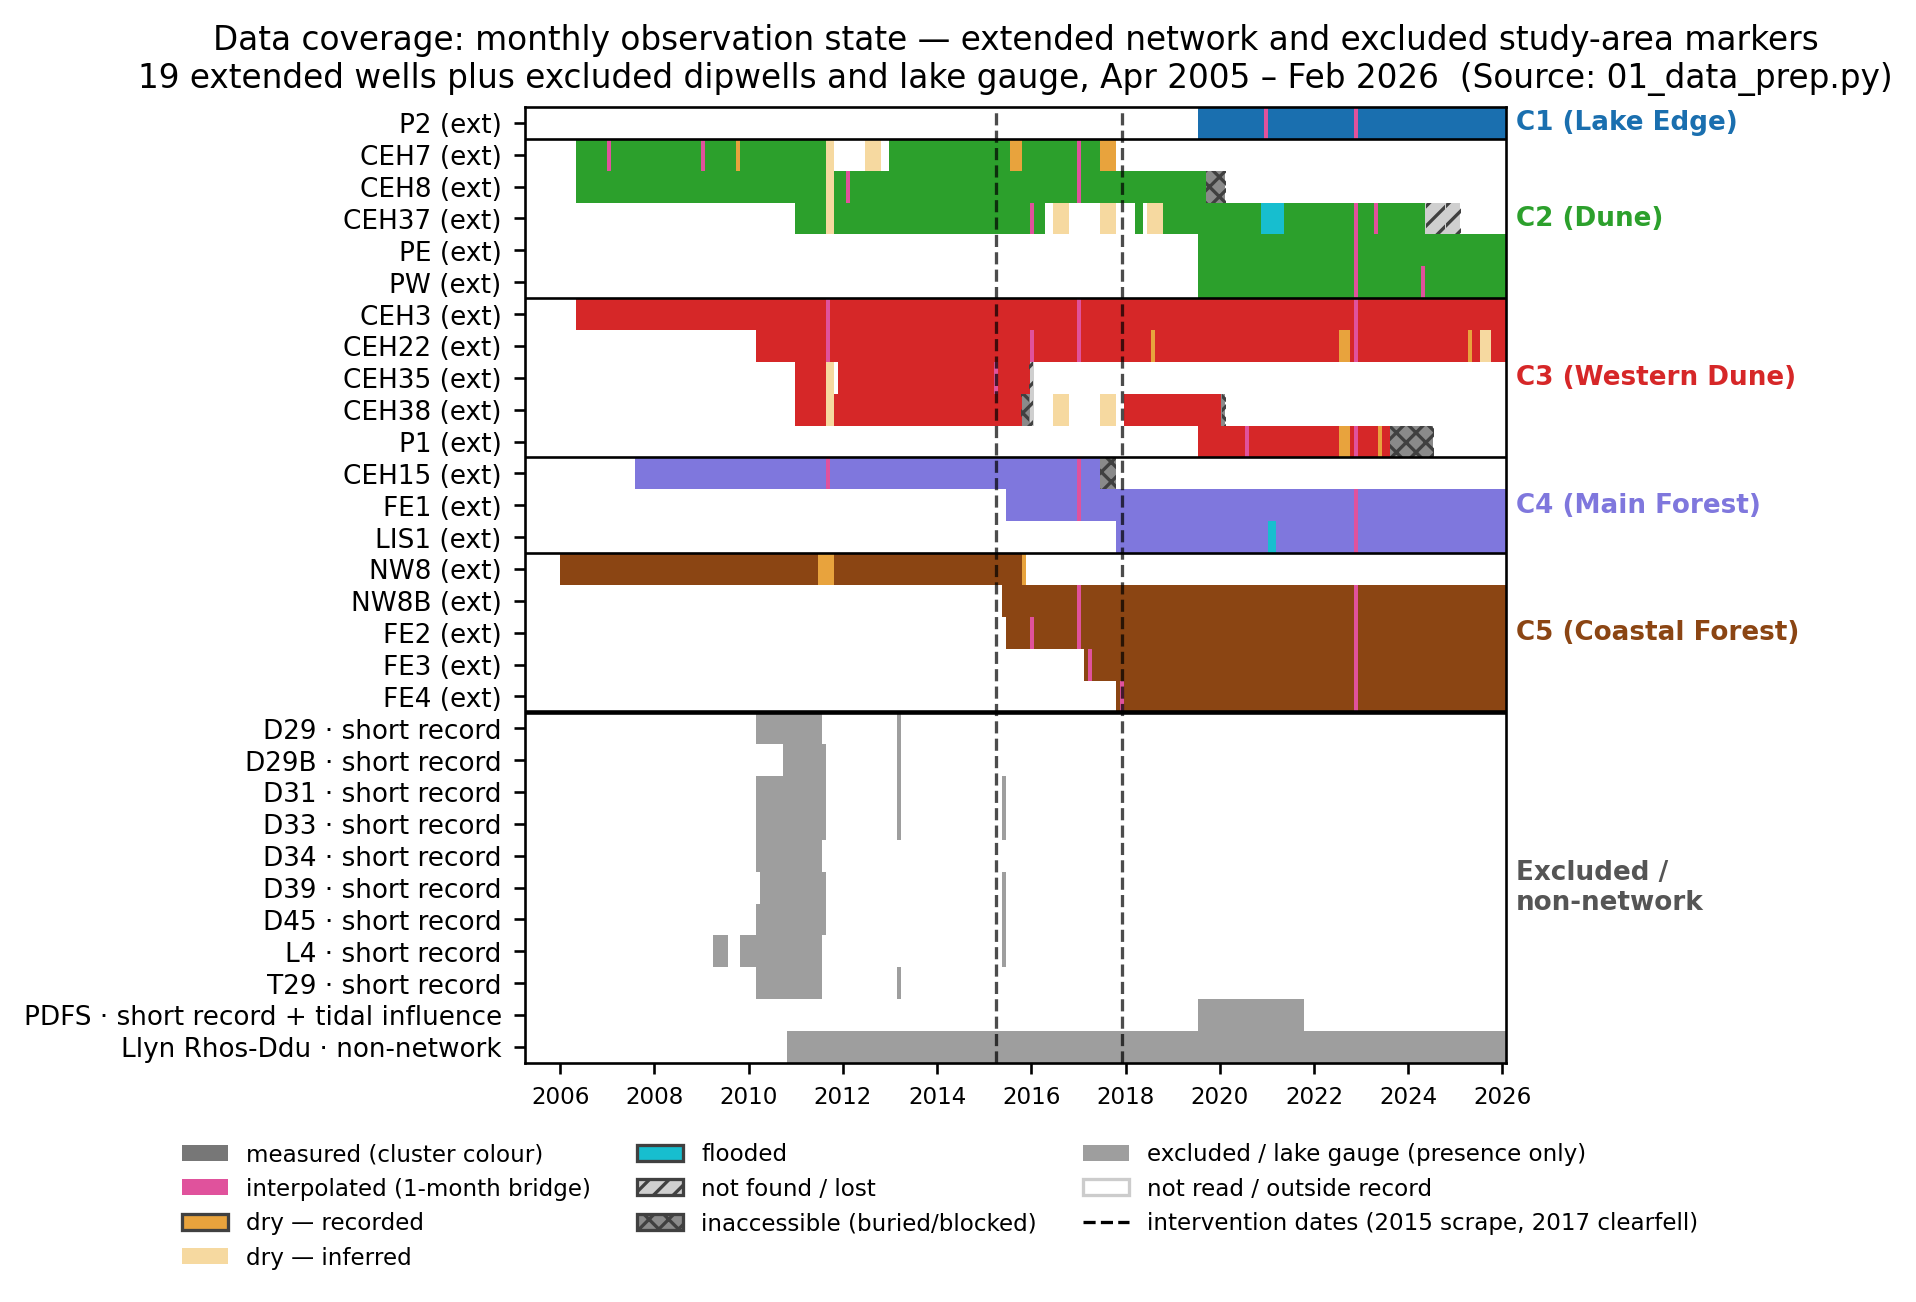 Data coverage: monthly observation state — extended network and excluded study-area markers
19 extended wells plus excluded dipwells and lake gauge, Apr 2005 – Feb 2026  (Source: 01_data_prep.py)
P2 (ext)
C1 (Lake Edge)
CEH7 (ext)
CEH8 (ext)
CEH37 (ext)
C2 (Dune)
PE (ext)
PW (ext)
CEH3 (ext)
CEH22 (ext)
CEH35 (ext)
C3 (Western Dune)
CEH38 (ext)
P1 (ext)
CEH15 (ext)
FE1 (ext)
C4 (Main Forest)
LIS1 (ext)
NW8 (ext)
NW8B (ext)
FE2 (ext)
C5 (Coastal Forest)
FE3 (ext)
FE4 (ext)
D29 · short record
D29B · short record
D31 · short record
D33 · short record
D34 · short record
D39 · short record
Excluded /
non-network
D45 · short record
L4 · short record
T29 · short record
PDFS · short record + tidal influence
Llyn Rhos-Ddu · non-network
2006 2008 2010 2012 2014 2016 2018 2020 2022 2024 2026
measured (cluster colour)
interpolated (1-month bridge)
dry — recorded
dry — inferred
flooded
not found / lost
inaccessible (buried/blocked)
excluded / lake gauge (presence only)
not read / outside record
intervention dates (2015 scrape, 2017 clearfell)